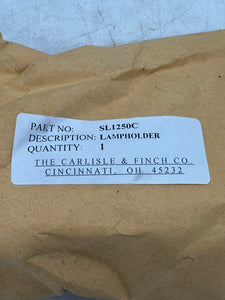 PART NO: SL1250C
DESCRIPTION: LAMPHOLDER
QUANTITY: 1
THE CARLISLE & FINCH CO.
CINCINNATI, OH 45232